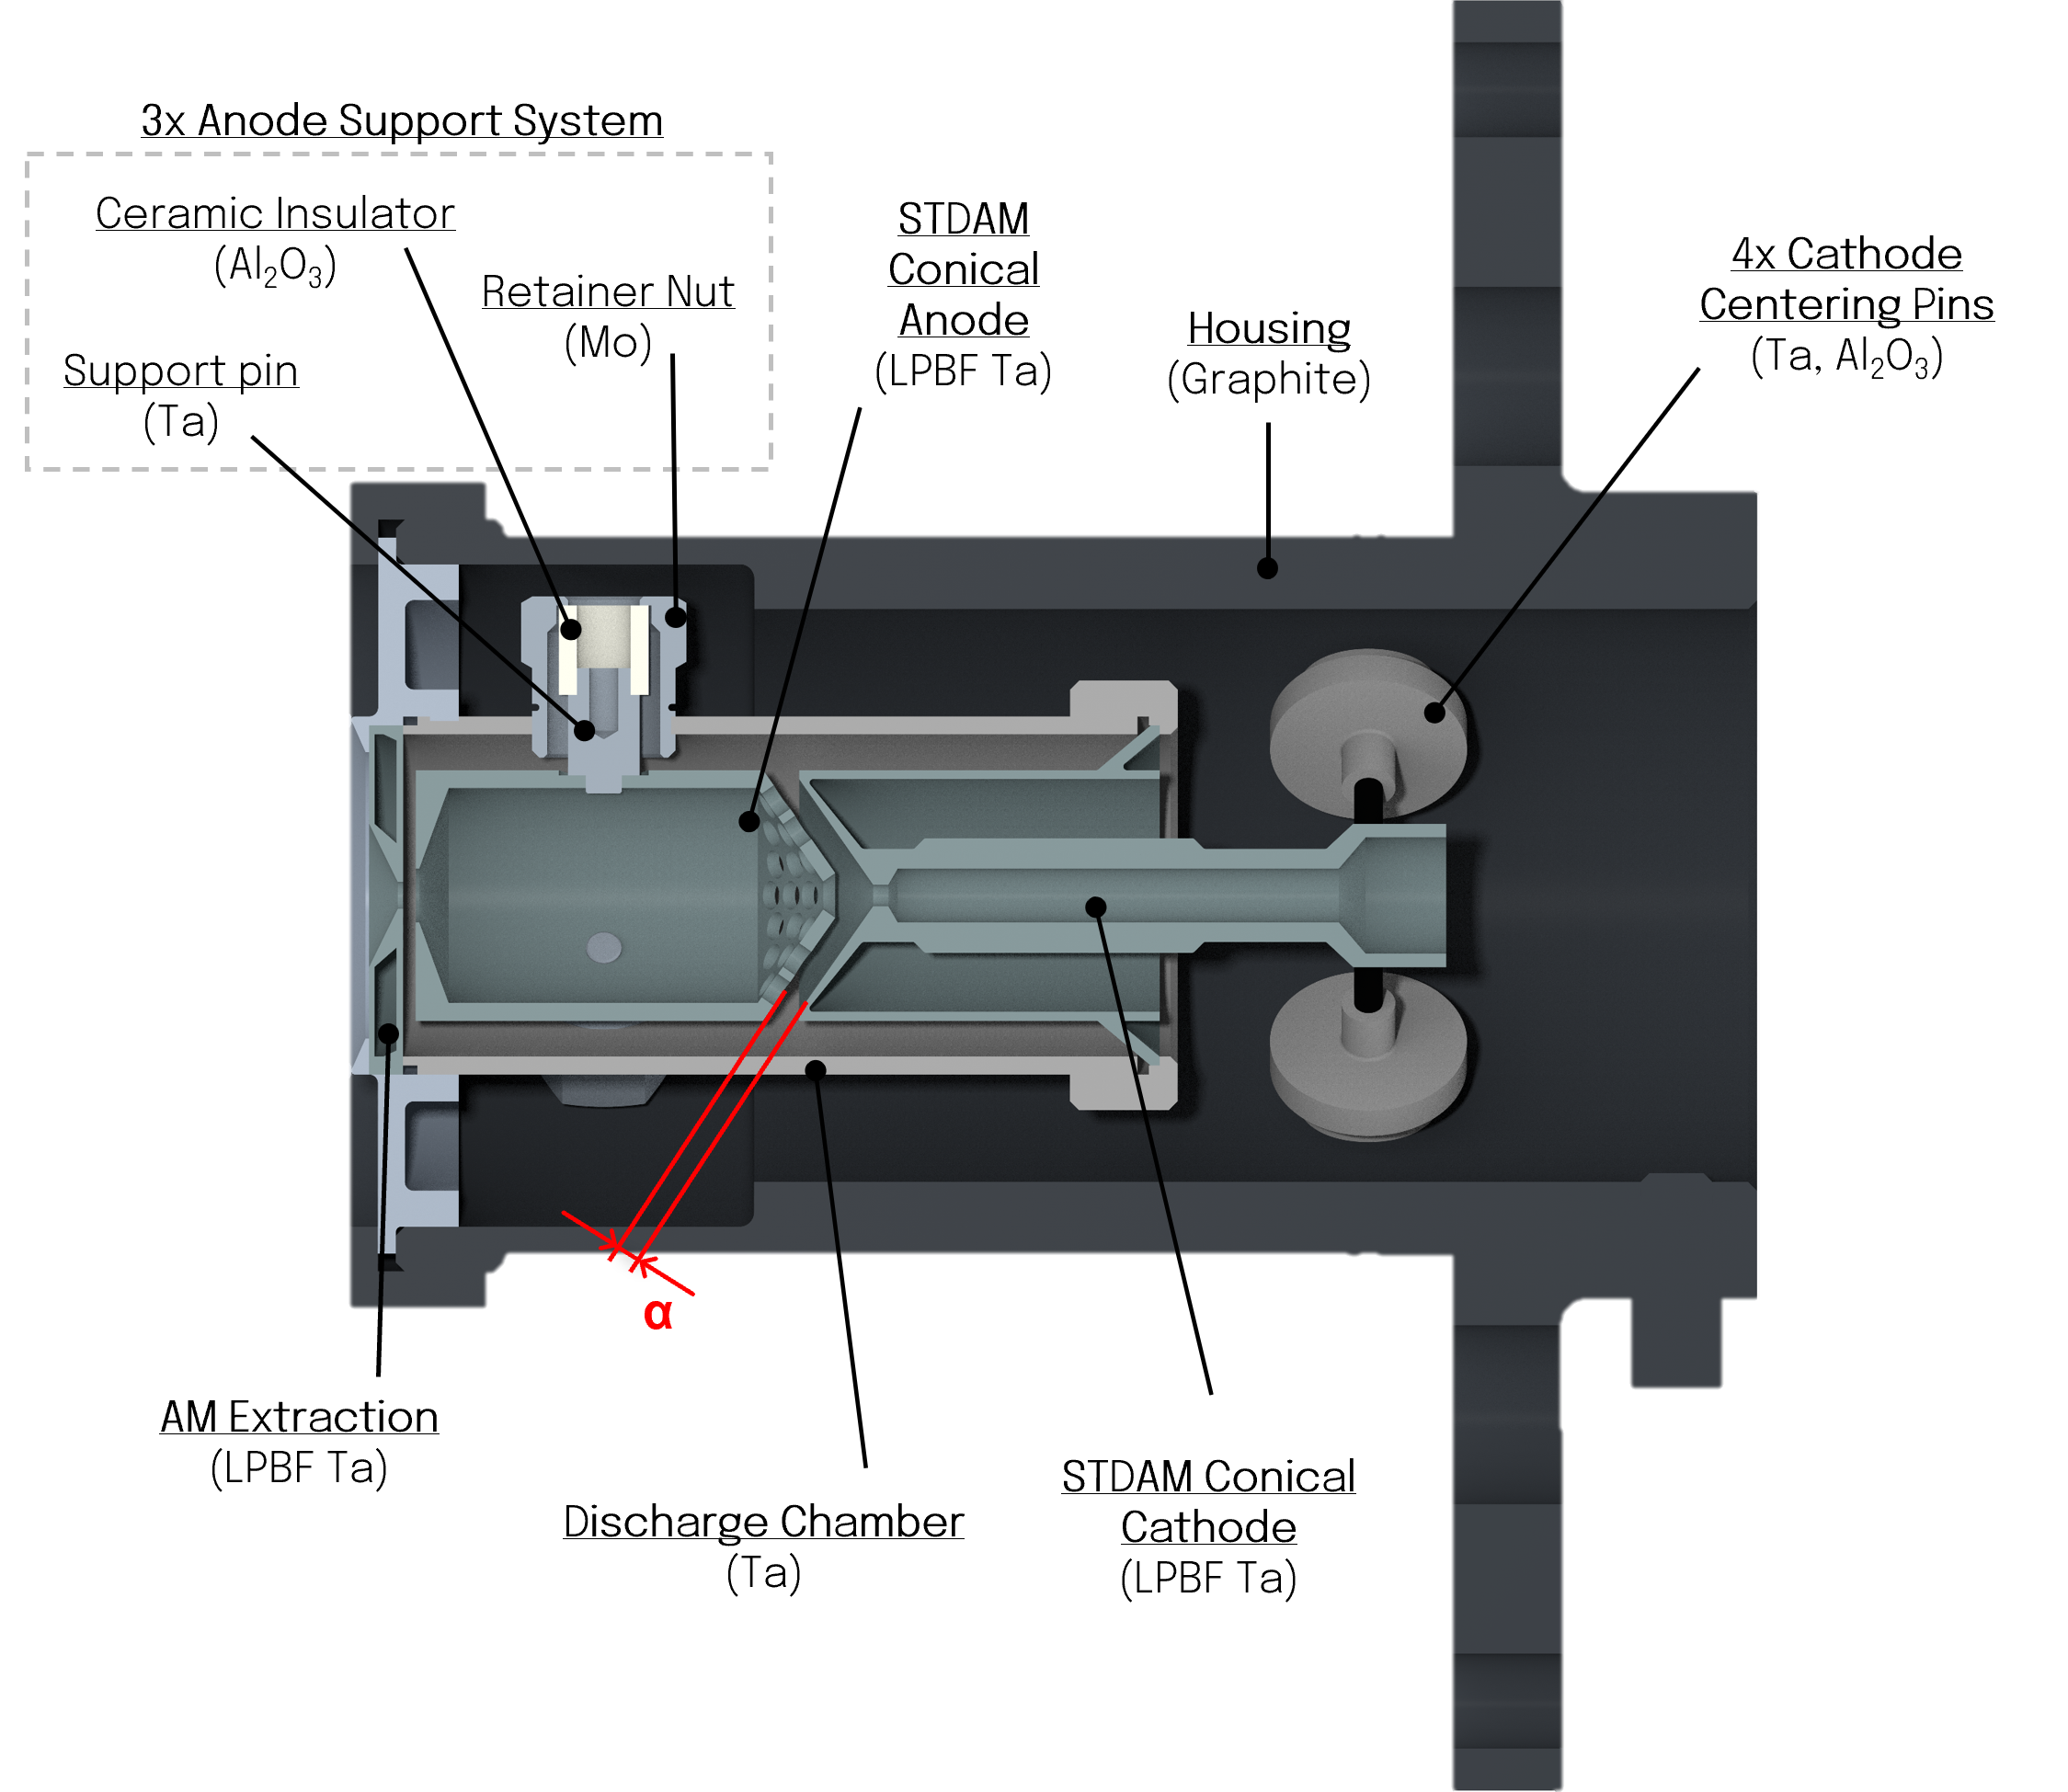 3x Anode Support System
Ceramic Insulator
(Al₂O₃)
Retainer Nut
(Mo)
Support pin
(Ta)
STDAM
Conical
Anode
(LPBF Ta)
Housing
(Graphite)
4x Cathode
Centering Pins
(Ta, Al₂O₃)
α
AM Extraction
(LPBF Ta)
Discharge Chamber
(Ta)
STDAM Conical
Cathode
(LPBF Ta)